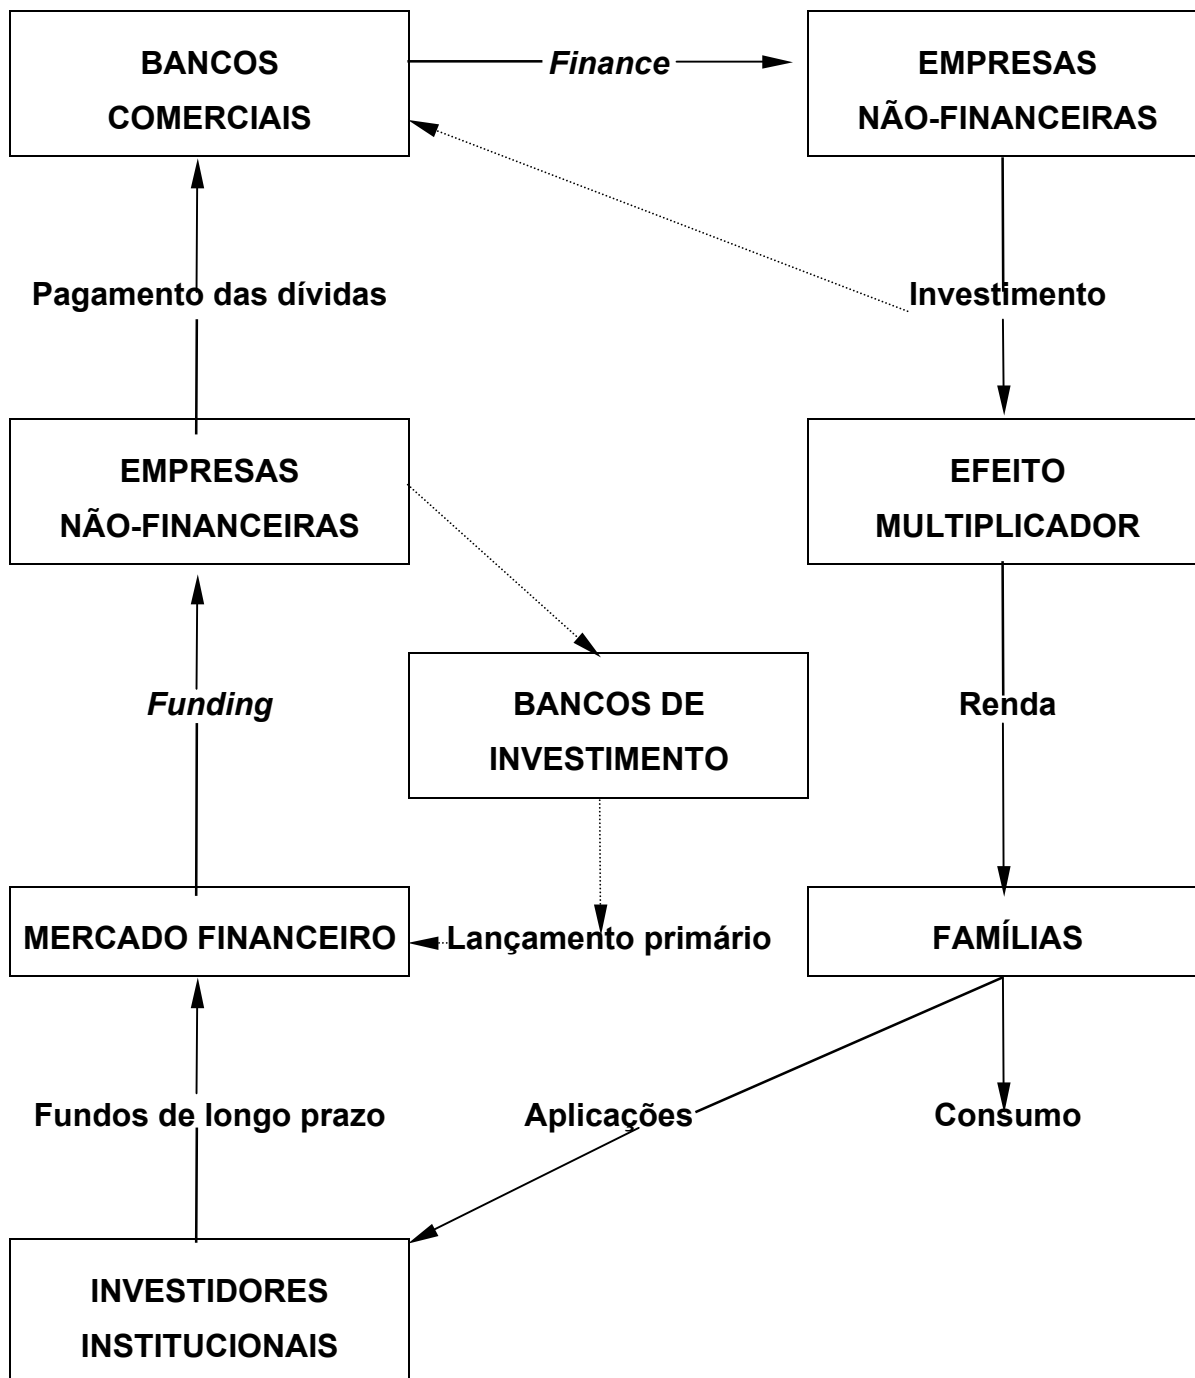 BANCOS
COMERCIAIS
Finance
EMPRESAS
NÃO-FINANCEIRAS
Pagamento das dívidas
Investimento
EMPRESAS
NÃO-FINANCEIRAS
EFEITO
MULTIPLICADOR
Funding
BANCOS DE
INVESTIMENTO
Renda
MERCADO FINANCEIRO
Lançamento primário
FAMÍLIAS
Fundos de longo prazo
Aplicações
Consumo
INVESTIDORES
INSTITUCIONAIS